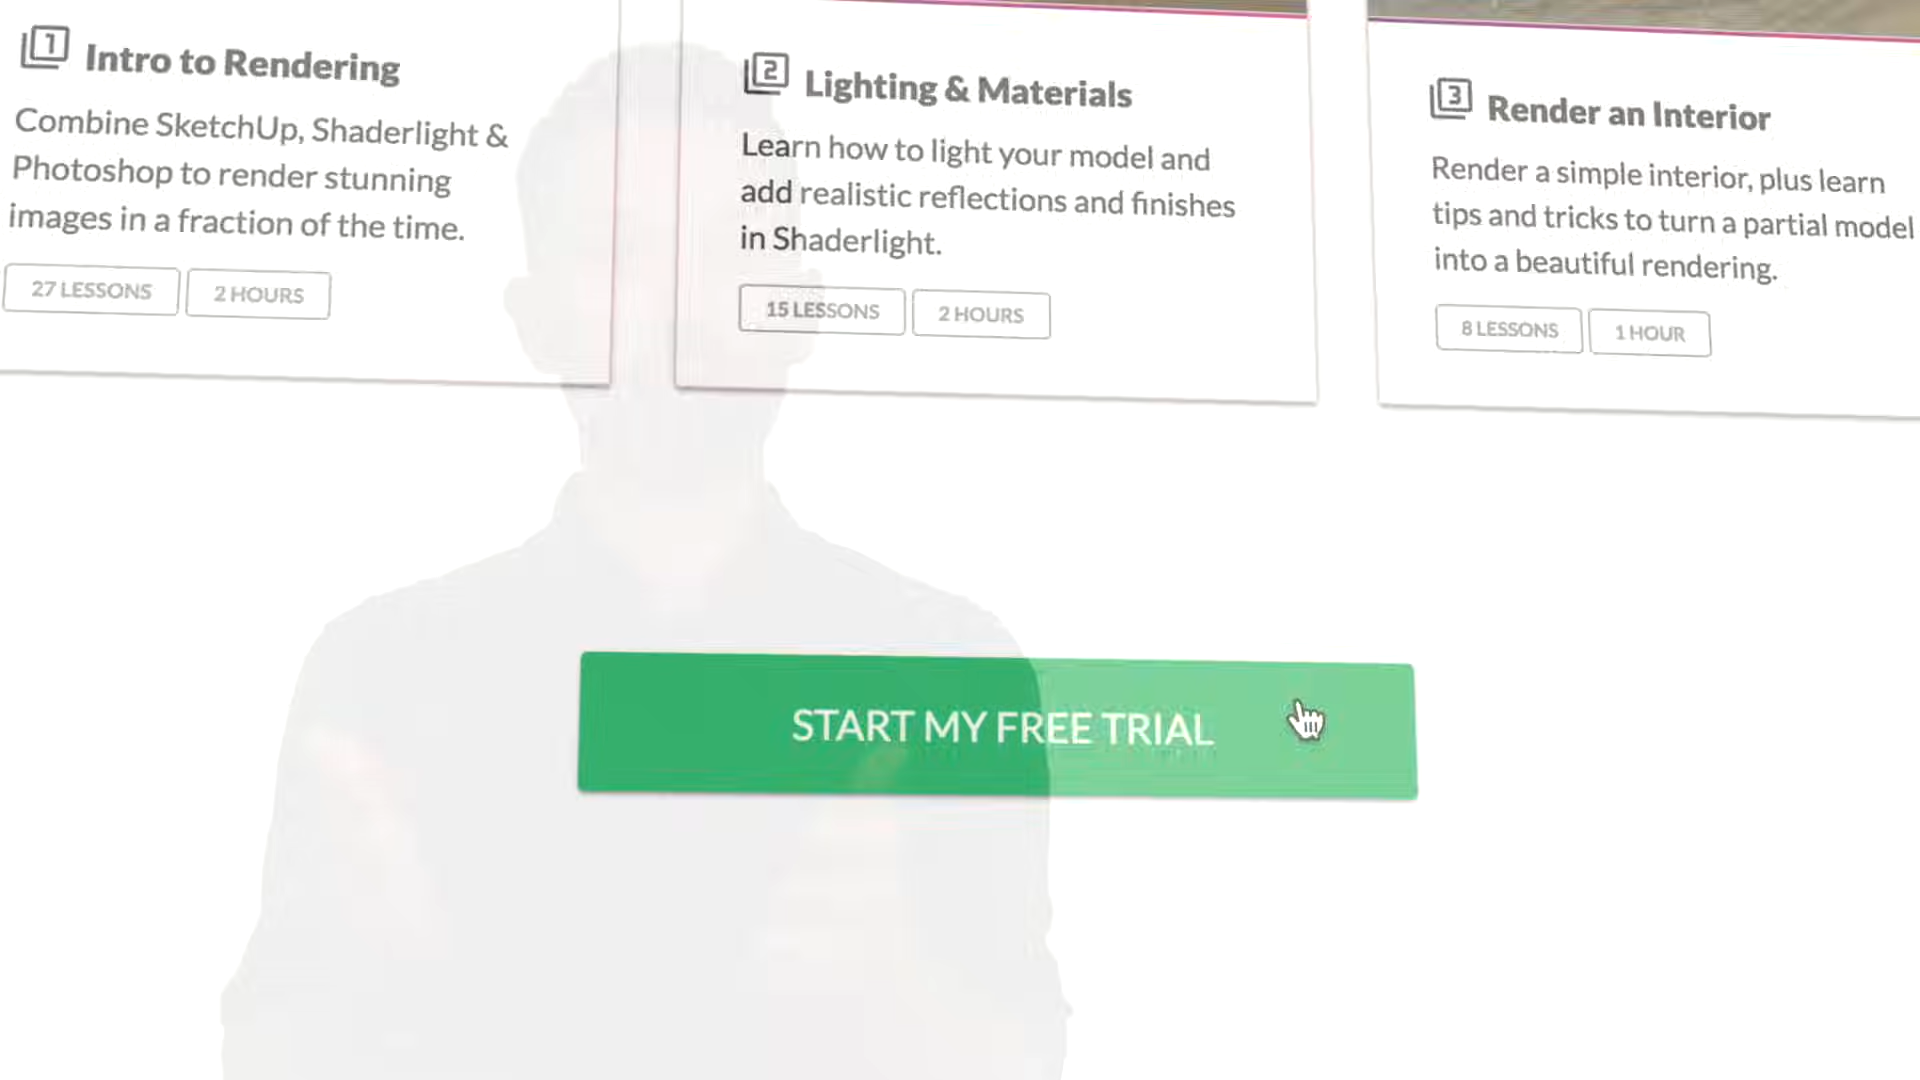 1 Intro to Rendering
Combine SketchUp, Shaderlight &
Photoshop to render stunning
images in a fraction of the time.
27 LESSONS
2 HOURS
2 Lighting & Materials
Learn how to light your model and
add realistic reflections and finishes
in Shaderlight.
15 LESSONS
2 HOURS
3 Render an Interior
Render a simple interior, plus learn
tips and tricks to turn a partial model
into a beautiful rendering.
8 LESSONS
1 HOUR
START MY FREE TRIAL